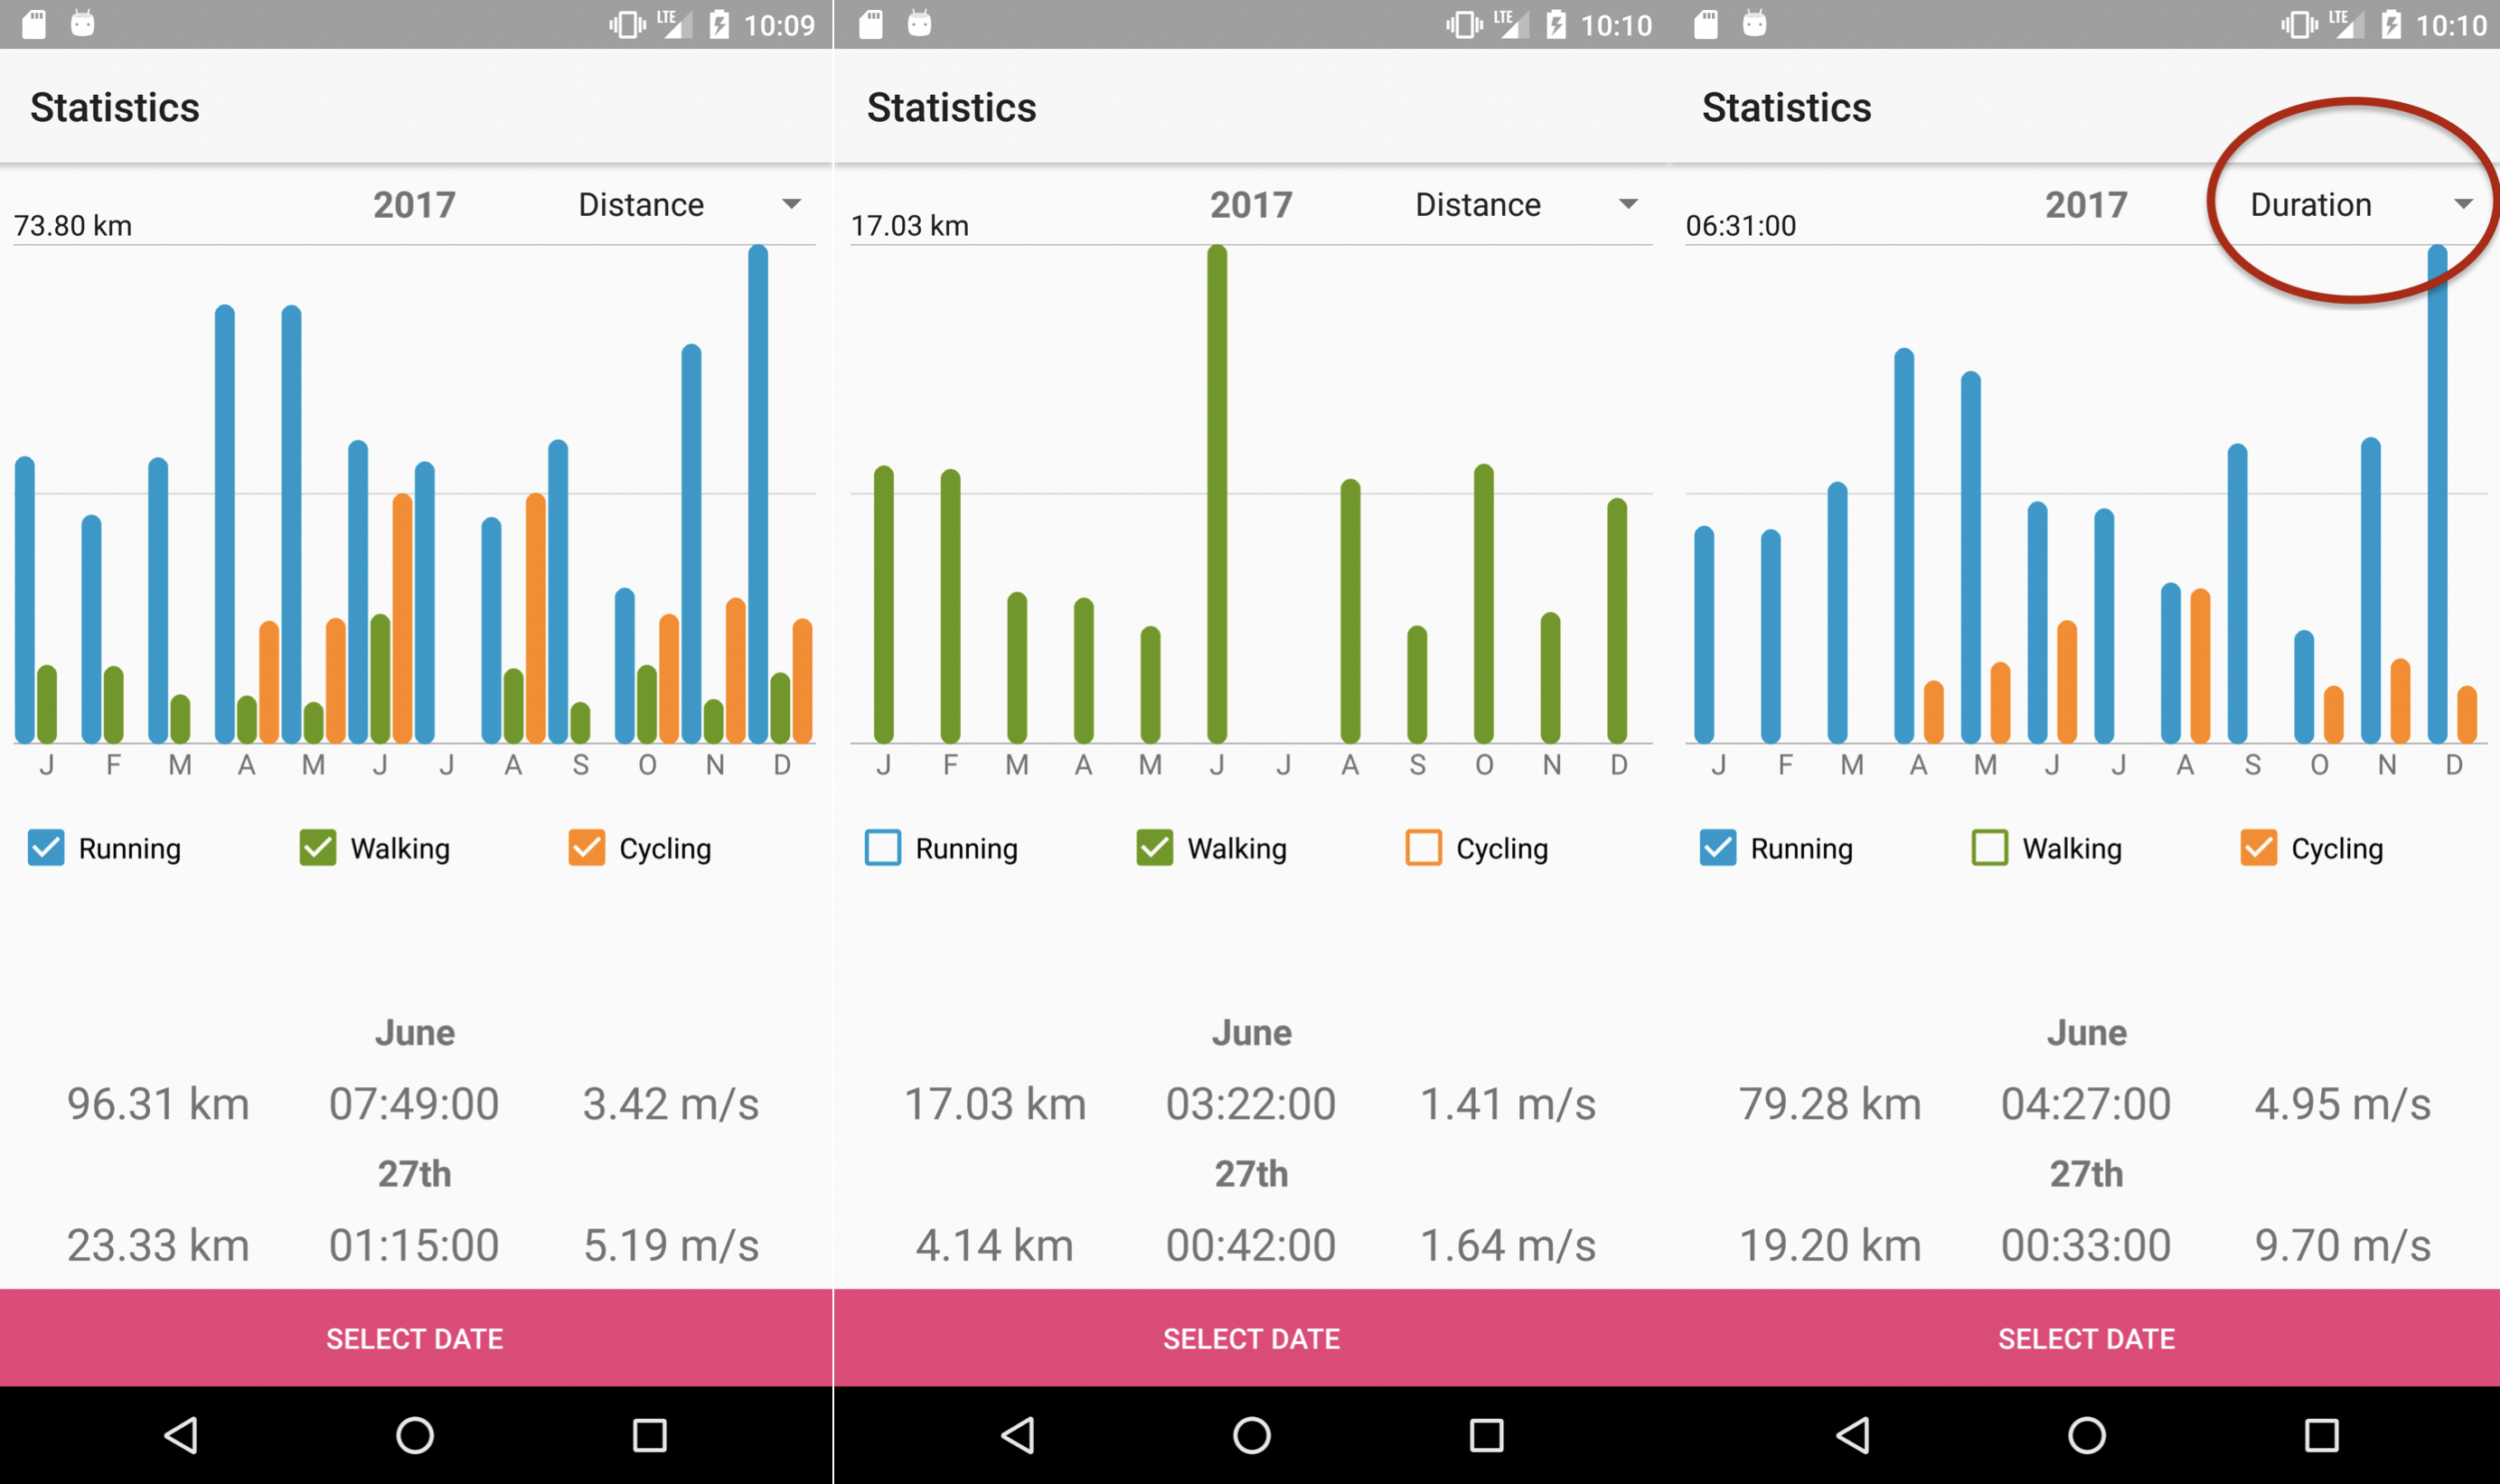 LTE 10:09
Statistics
2017 Distance
73.80 km
J F M A M J J A S O N D
Running Walking Cycling
June
96.31 km 07:49:00 3.42 m/s
27th
23.33 km 01:15:00 5.19 m/s
SELECT DATE
LTE 10:10
Statistics
2017 Distance
17.03 km
J F M A M J J A S O N D
Running Walking Cycling
June
17.03 km 03:22:00 1.41 m/s
27th
4.14 km 00:42:00 1.64 m/s
SELECT DATE
LTE 10:10
Statistics
2017 Duration
06:31:00
J F M A M J J A S O N D
Running Walking Cycling
June
79.28 km 04:27:00 4.95 m/s
27th
19.20 km 00:33:00 9.70 m/s
SELECT DATE